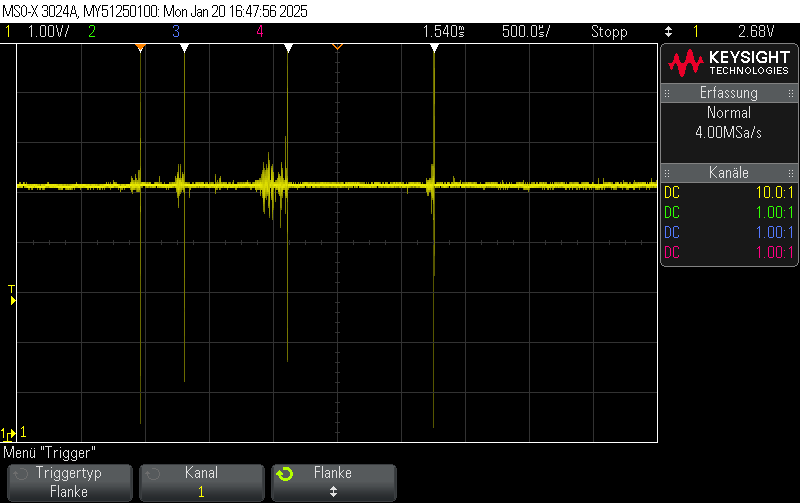 MSO-X 3024A, MY51250100: Mon Jan 20 16:47:56 2025
1 1.00V/ 2 3 4 1.540ms 500.0s/ Stopp 1 2.68V
KEYSIGHT
TECHNOLOGIES
Erfassung
Normal
4.00MSa/s
Kanäle
DC 10.0:1
DC 1.00:1
DC 1.00:1
DC 1.00:1
T
1 1
Menü "Trigger"
Triggertyp
Flanke
Kanal
1
Flanke